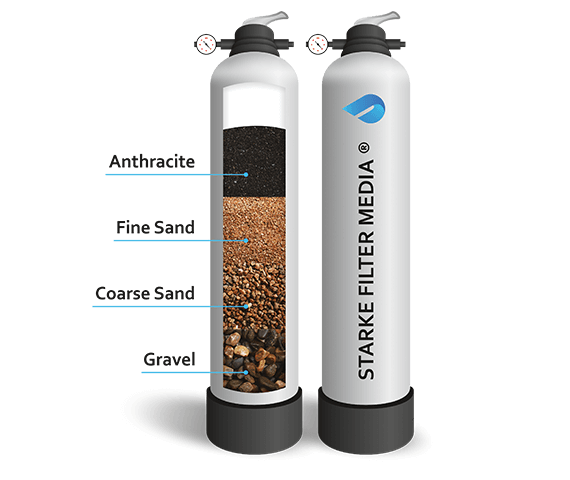 Anthracite
Fine Sand
Coarse Sand
Gravel
STARKE FILTER MEDIA ®